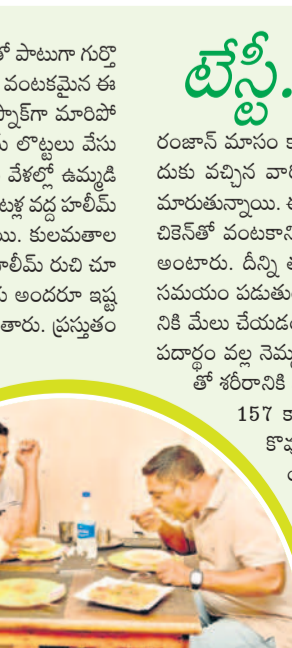 తో పాటుగా గుర్తొ
వంటకమైన ఈ
స్నాక్‌గా మారిపో
లొట్టలు వేసు
వేళల్లో ఉమ్మడి
టళ్ల వద్ద హలీమ్
యి. కులమతాల
హలీమ్ రుచి చూ
అందరూ ఇష్ట
తారు. ప్రస్తుతం
టేస్టీ.
రంజాన్ మాసం క
దుకు వచ్చిన వార
మారుతున్నాయి. ఈ
చికెన్‌తో వంటకాని
అంటారు. దీన్ని త
సమయం పడుతు
నికి మేలు చేయడం
పదార్థం వల్ల నెమ్మ
తో శరీరానికి
157 కా
కొవ